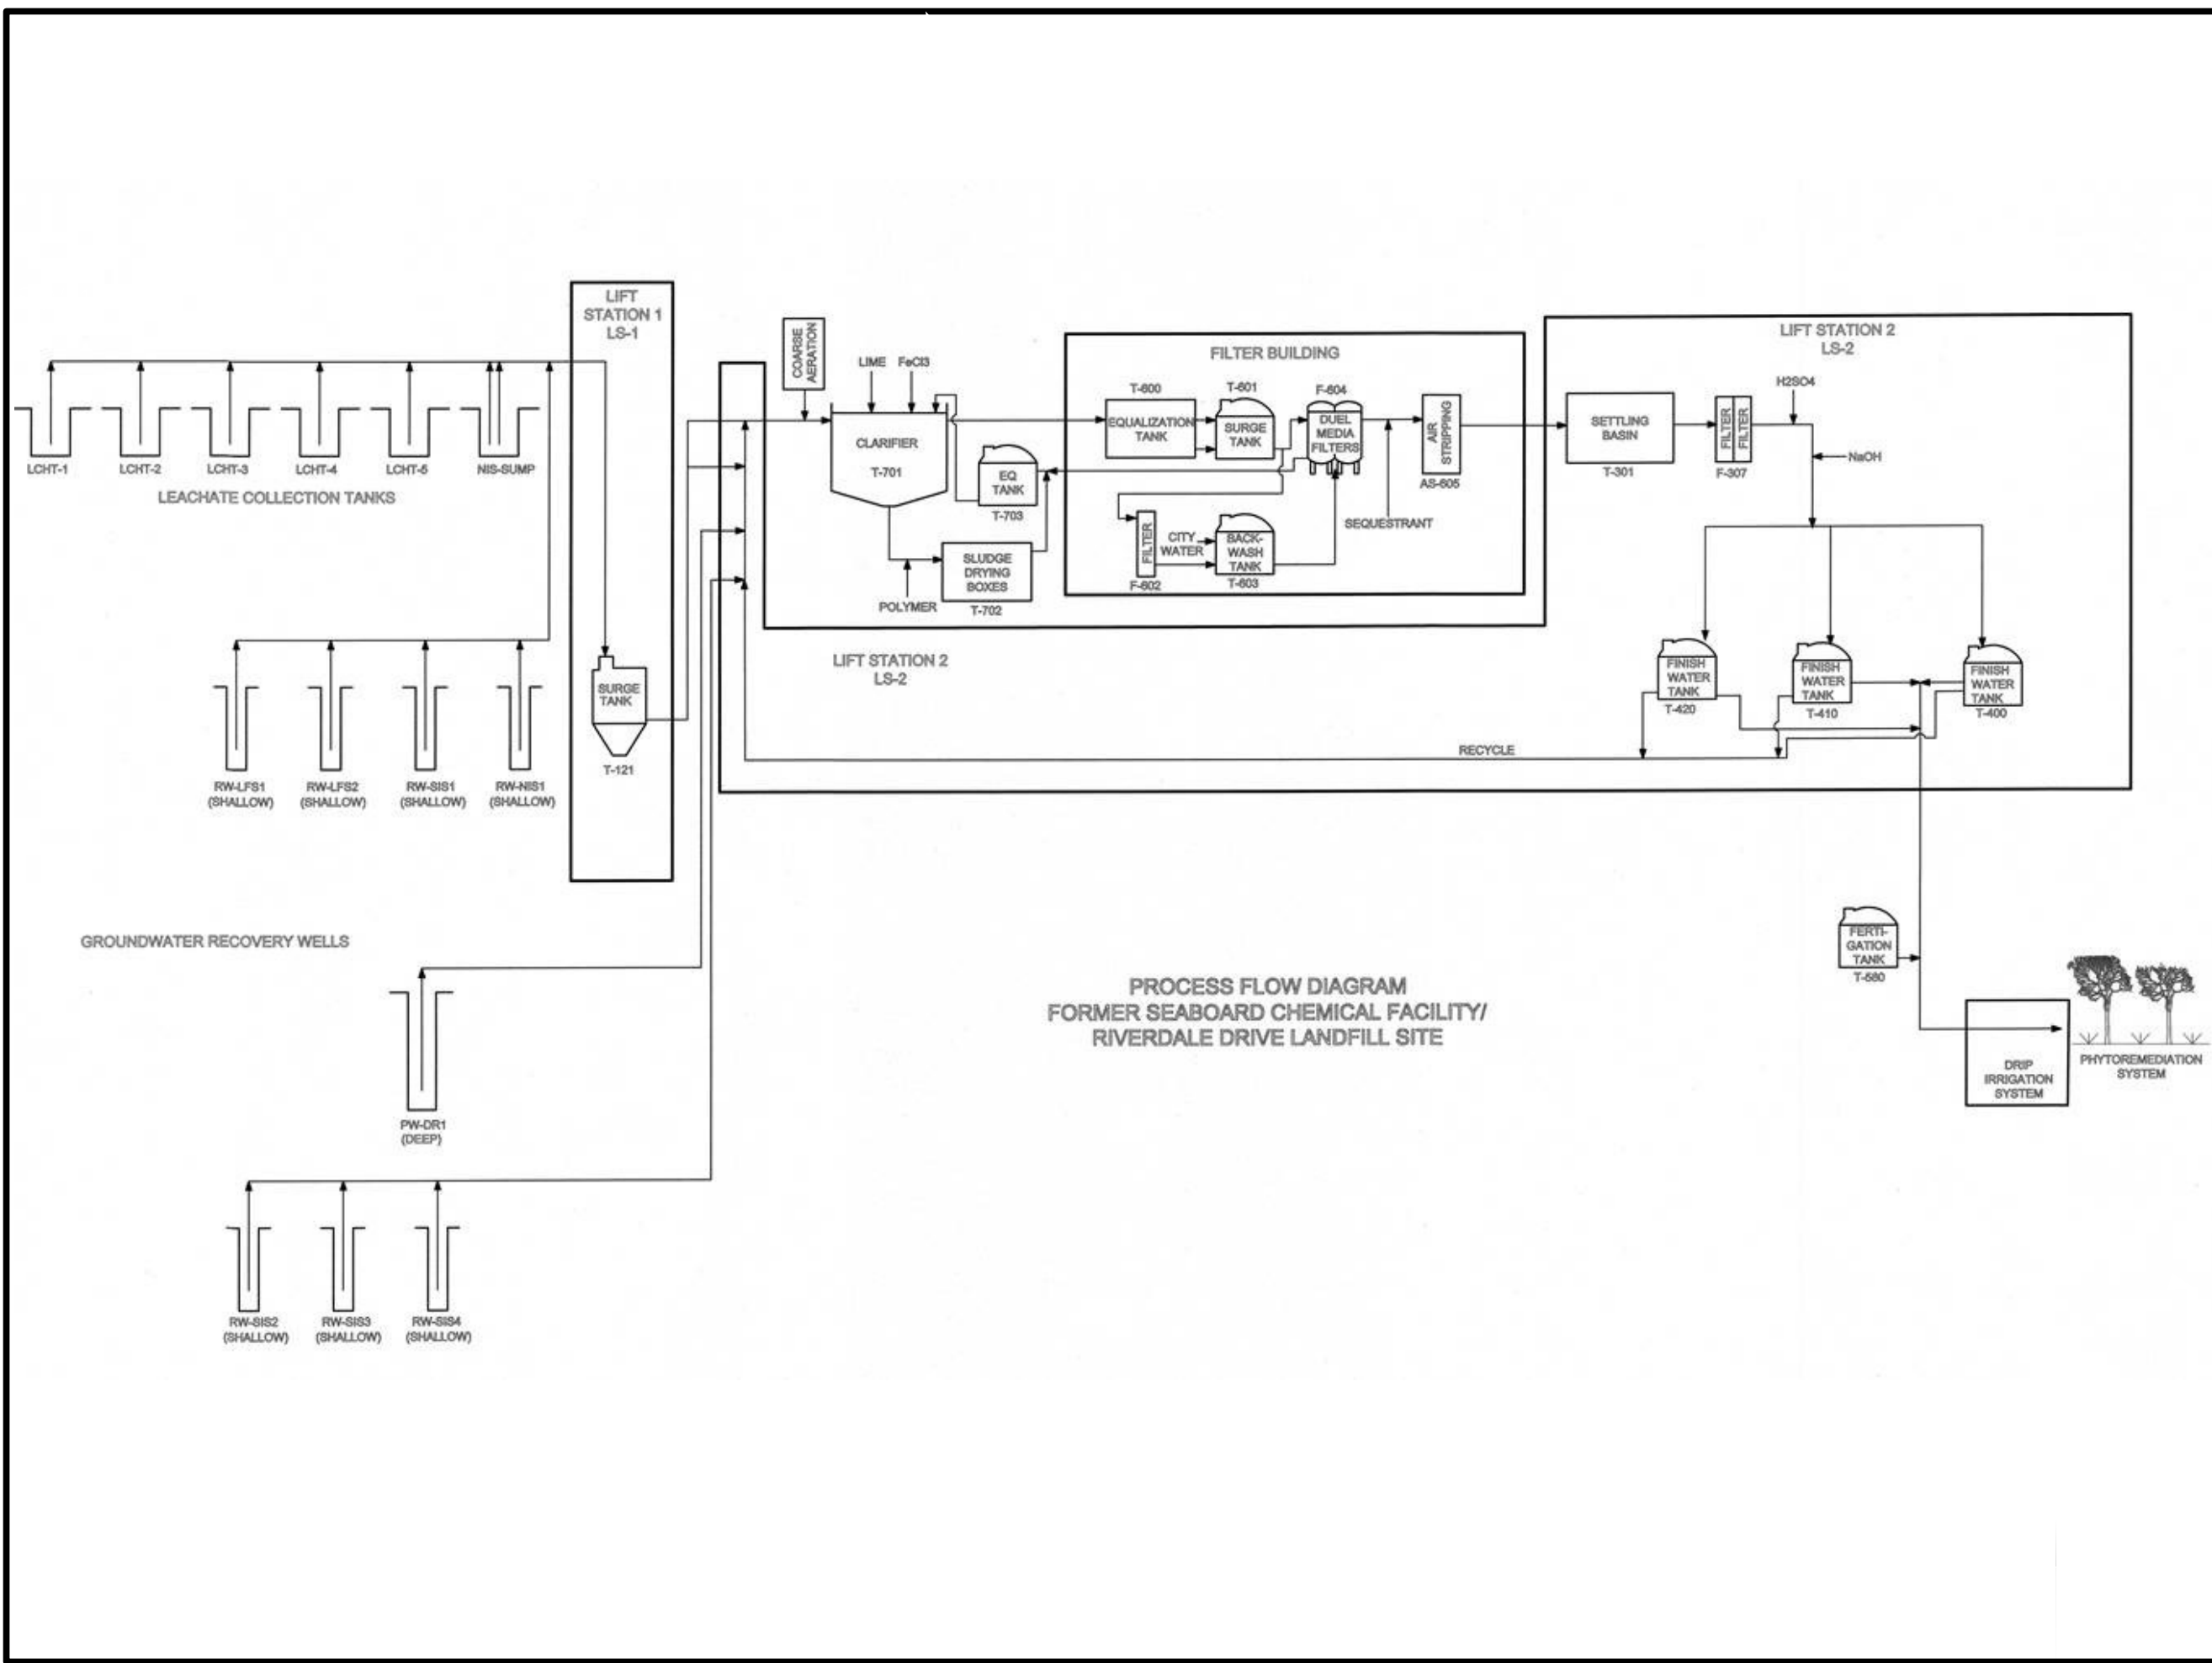 LIFT
STATION 1
LS-1
LCHT-1
LCHT-2
LCHT-3
LCHT-4
LCHT-5
NIS-SUMP
LEACHATE COLLECTION TANKS
RW-LFS1
(SHALLOW)
RW-LFS2
(SHALLOW)
RW-SIS1
(SHALLOW)
RW-NIS1
(SHALLOW)
SURGE
TANK
T-121
GROUNDWATER RECOVERY WELLS
PW-DR1
(DEEP)
RW-SIS2
(SHALLOW)
RW-SIS3
(SHALLOW)
RW-SIS4
(SHALLOW)
COARSE
AERATION
LIME
FeCl3
CLARIFIER
T-701
EQ
TANK
T-703
POLYMER
SLUDGE
DRYING
BOXES
T-702
LIFT STATION 2
LS-2
FILTER BUILDING
T-600
EQUALIZATION
TANK
T-601
SURGE
TANK
F-604
DUEL
MEDIA
FILTERS
AIR
STRIPPING
AS-605
SEQUESTRANT
FILTER
F-602
CITY
WATER
BACK-
WASH
TANK
T-603
LIFT STATION 2
LS-2
SETTLING
BASIN
T-301
FILTER
FILTER
F-307
H2SO4
NaOH
FINISH
WATER
TANK
T-420
FINISH
WATER
TANK
T-410
FINISH
WATER
TANK
T-400
RECYCLE
FERTI-
GATION
TANK
T-580
DRIP
IRRIGATION
SYSTEM
PHYTOREMEDIATION
SYSTEM
PROCESS FLOW DIAGRAM
FORMER SEABOARD CHEMICAL FACILITY/
RIVERDALE DRIVE LANDFILL SITE